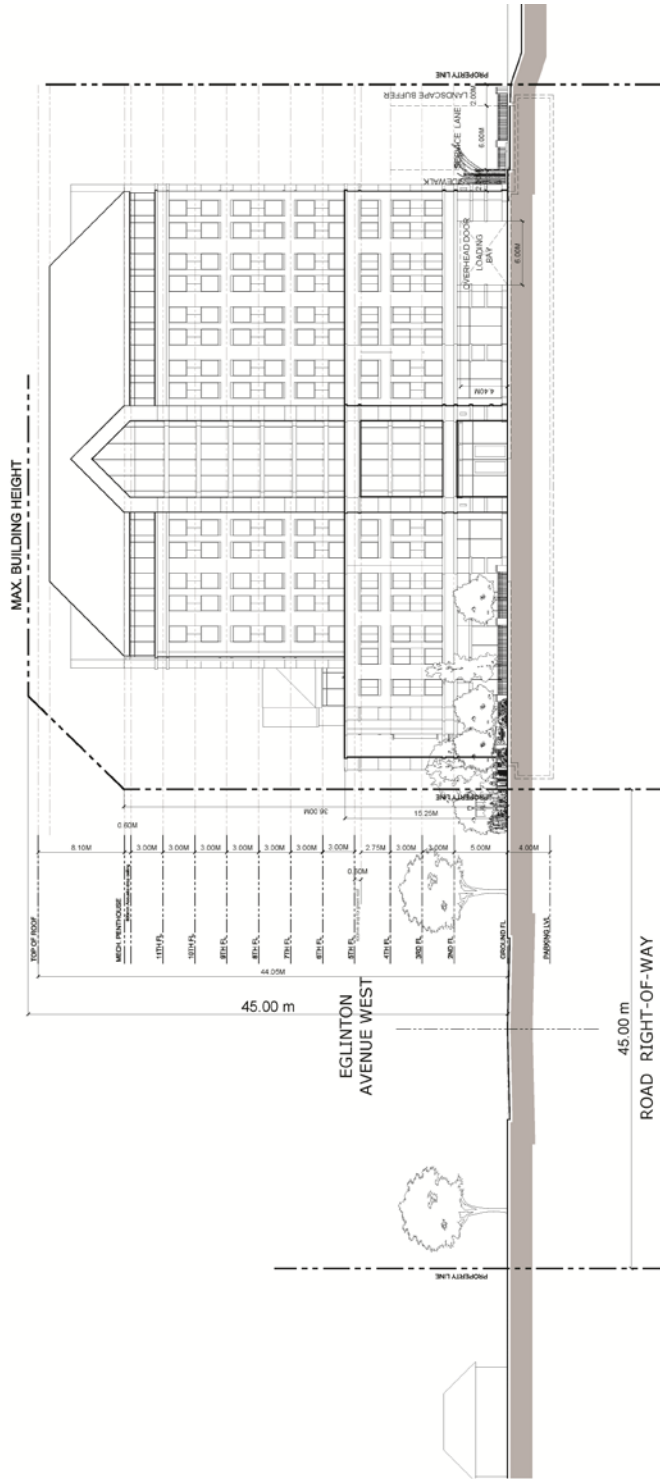 MAX. BUILDING HEIGHT
PROPERTY LINE
LANDSCAPE BUFFER
2.00M
SERVICE LANE
6.00M
SIDEWALK
OVERHEAD DOOR
LOADING
BAY
6.00M
4.40M
PROPERTY LINE
36.00M
15.25M
0.60M
8.10M
3.00M
3.00M
3.00M
3.00M
3.00M
3.00M
3.00M
2.75M
3.00M
3.00M
5.00M
4.00M
TOP OF ROOF
MECH. PENTHOUSE
11TH FL
10TH FL
9TH FL
8TH FL
7TH FL
6TH FL
5TH FL
4TH FL
3RD FL
2ND FL
GROUND FL
PARKING LVL
44.05M
45.00 m
EGLINTON
AVENUE WEST
45.00 m
ROAD RIGHT-OF-WAY
PROPERTY LINE